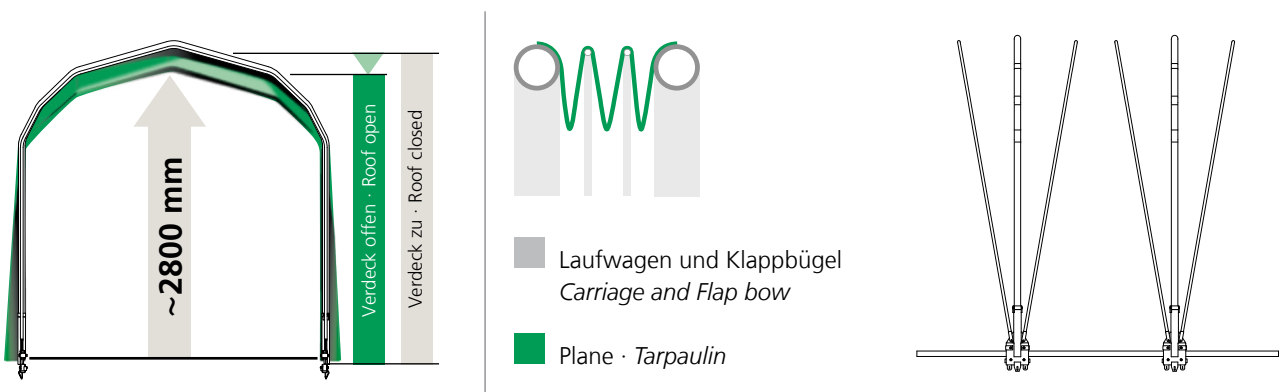 ~2800 mm
Verdeck offen · Roof open
Verdeck zu · Roof closed
Laufwagen und Klappbügel
Carriage and Flap bow
Plane · Tarpaulin